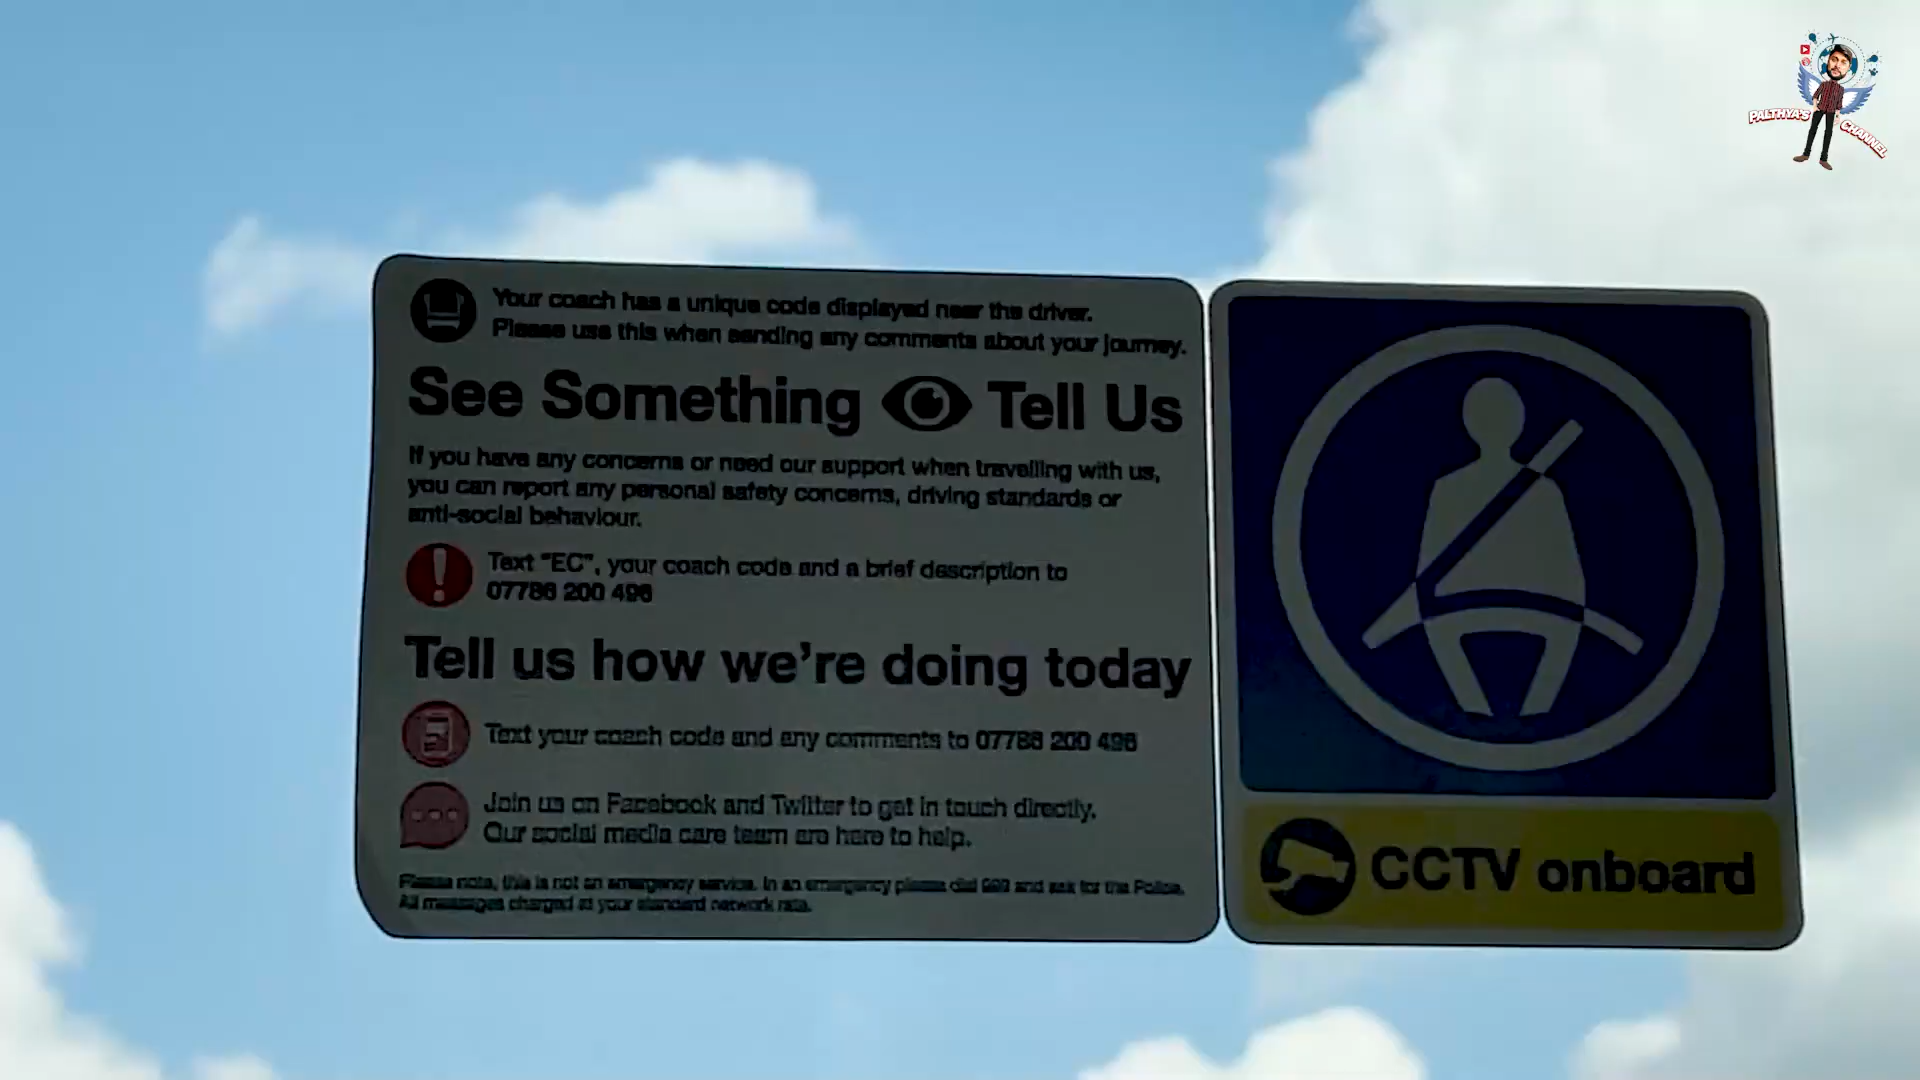 PALTHYA'S CHANNEL
Your coach has a unique code displayed near the driver.
Please use this when sending any comments about your journey.
See Something Tell Us
If you have any concerns or need our support when travelling with us,
you can report any personal safety concerns, driving standards or
anti-social behaviour.
Text "EC", your coach code and a brief description to
07786 200 496
Tell us how we're doing today
Text your coach code and any comments to 07786 200 496
Join us on Facebook and Twitter to get in touch directly.
Our social media care team are here to help.
Please note, this is not an emergency service. In an emergency please dial 999 and ask for the Police.
All messages charged at your standard network rate.
CCTV onboard